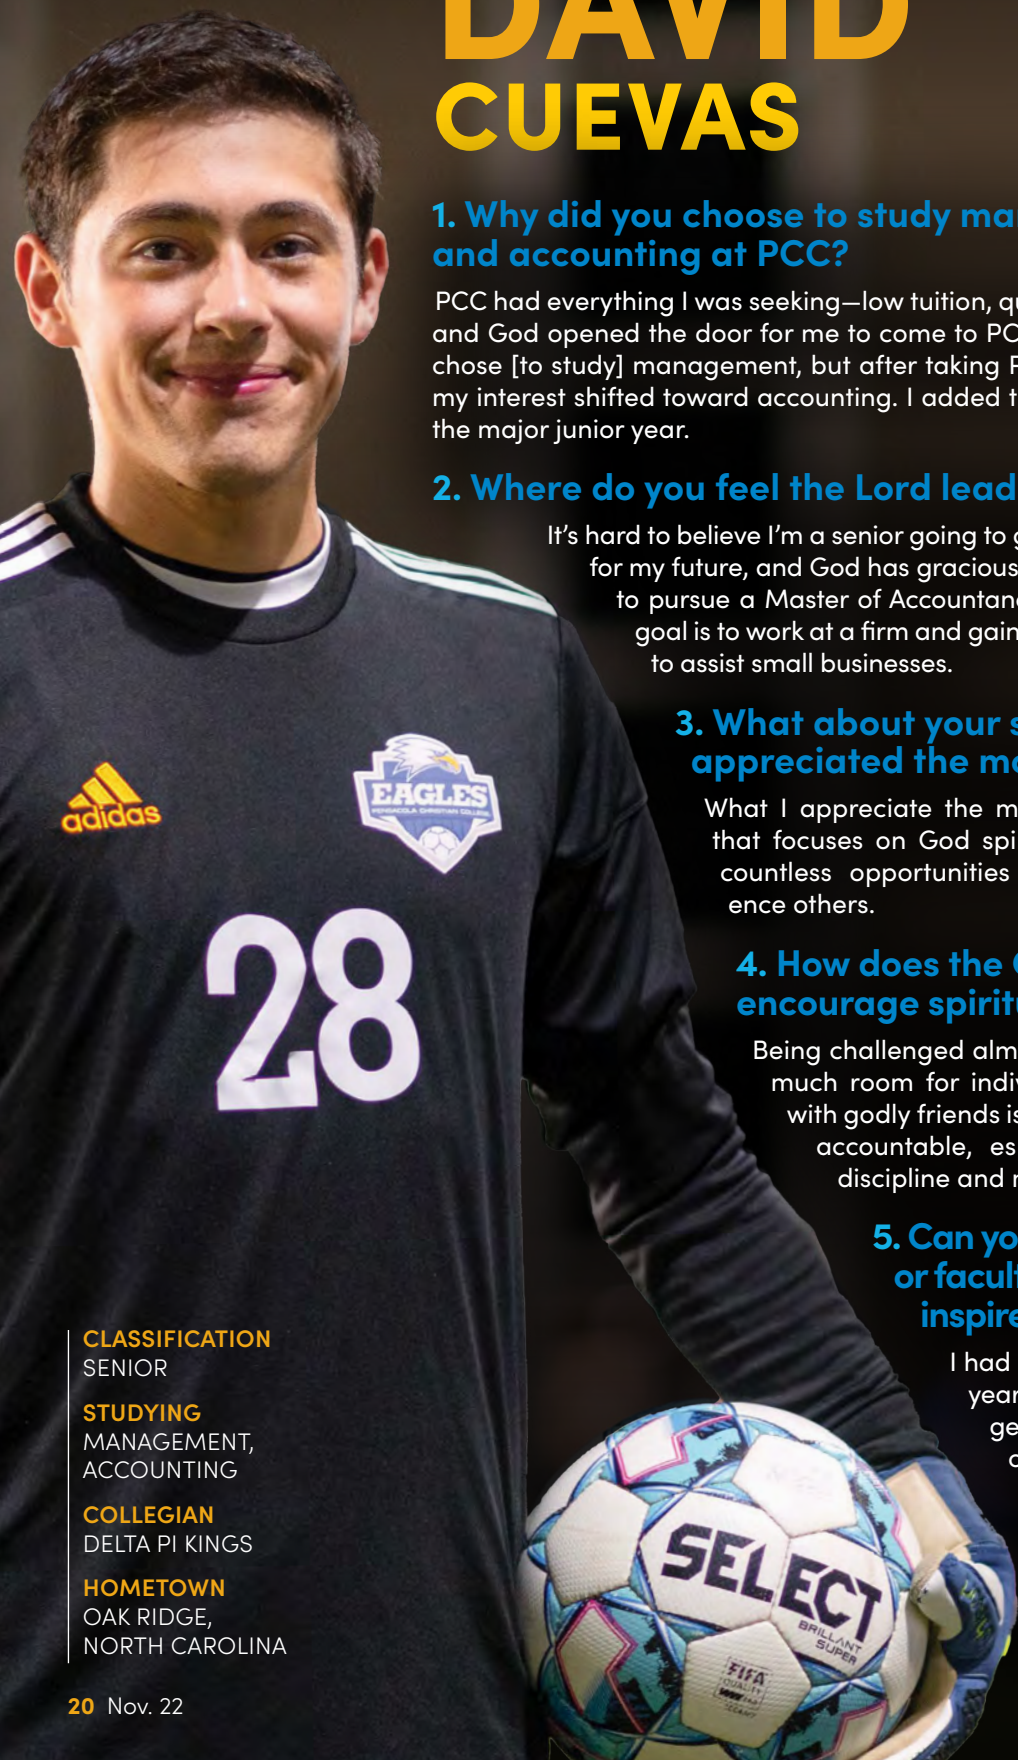 DAVID
CUEVAS
1. Why did you choose to study
and accounting at PCC?
PCC had everything I was seeking—low tuition,
and God opened the door for me to come to
chose [to study] management, but after taking
my interest shifted toward accounting. I added
the major junior year.
2. Where do you feel the Lord
It's hard to believe I'm a senior going to
for my future, and God has
to pursue a Master of
goal is to work at a firm and
to assist small businesses.
3. What about your
appreciated the
What I appreciate the
that focuses on God
countless opportunities
ence others.
4. How does the
encourage
Being challenged
much room for
with godly friends
accountable,
discipline and
5. Can
or
I had
adidas
EAGLES
PENSACOLA CHRISTIAN COLLEGE
28
CLASSIFICATION
SENIOR
STUDYING
MANAGEMENT,
ACCOUNTING
COLLEGIAN
DELTA PI KINGS
HOMETOWN
OAK RIDGE,
NORTH CAROLINA
SELECT
BRILLANT
SUPER
FIFA
QUALITY
20 Nov. 22